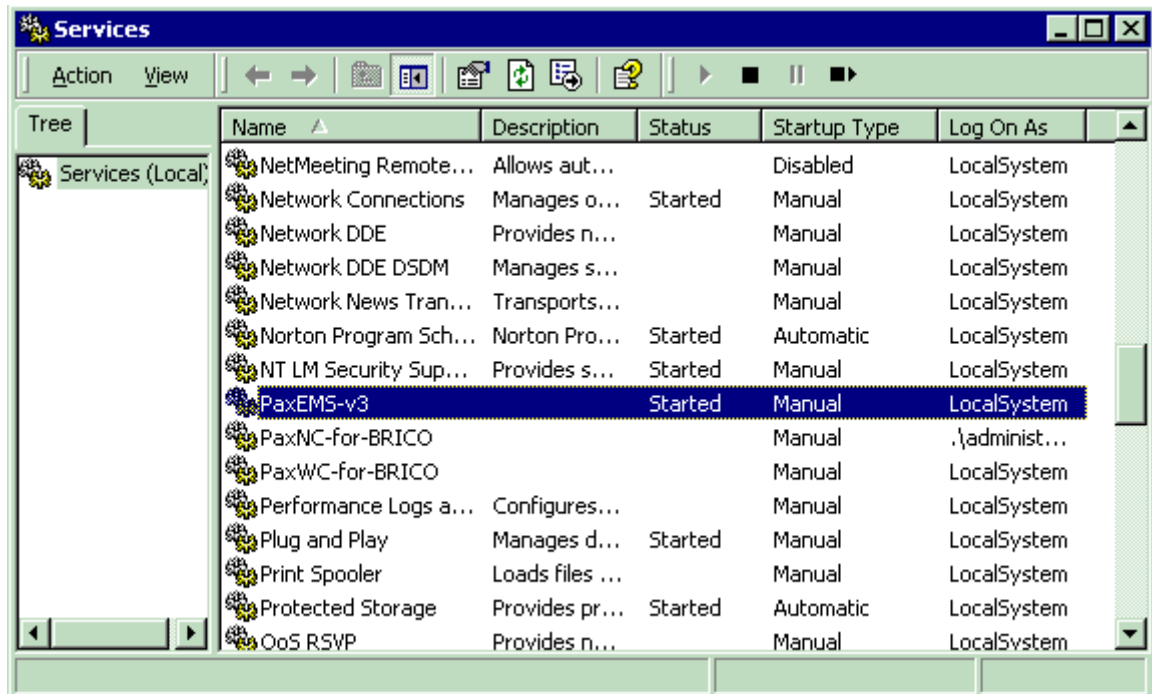 Services
Action View
Tree
Name Description Status Startup Type Log On As
Services (Local)
NetMeeting Remote... Allows aut... Disabled LocalSystem
Network Connections Manages o... Started Manual LocalSystem
Network DDE Provides n... Manual LocalSystem
Network DDE DSDM Manages s... Manual LocalSystem
Network News Tran... Transports... Manual LocalSystem
Norton Program Sch... Norton Pro... Started Automatic LocalSystem
NT LM Security Sup... Provides s... Started Manual LocalSystem
PaxEMS-v3 Started Manual LocalSystem
PaxNC-for-BRICO Manual .\administ...
PaxWC-for-BRICO Manual LocalSystem
Performance Logs a... Configures... Manual LocalSystem
Plug and Play Manages d... Started Manual LocalSystem
Print Spooler Loads files ... Manual LocalSystem
Protected Storage Provides pr... Started Automatic LocalSystem
QoS RSVP Provides n... Manual LocalSystem